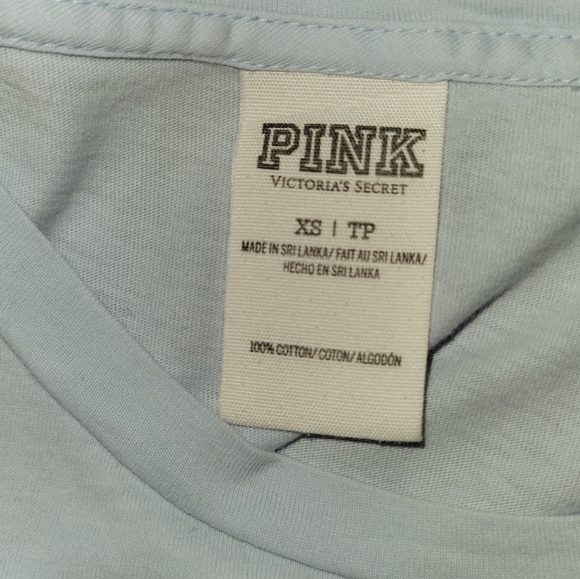 PINK
VICTORIA'S SECRET
XS | TP
MADE IN SRI LANKA/ FAIT AU SRI LANKA/
HECHO EN SRI LANKA
100% COTTON/ COTON/ ALGODÓN